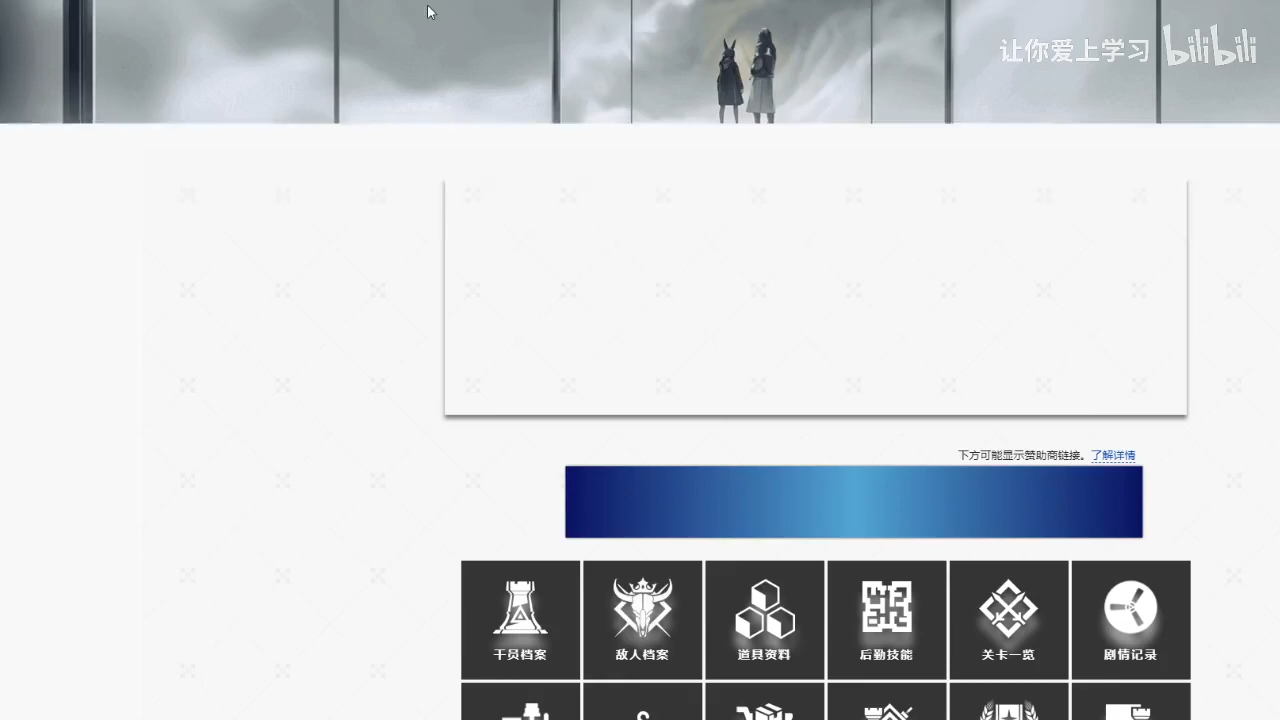 让你爱上学习 bilibili
下方可能显示赞助商链接。了解详情
干员档案 敌人档案 道具资料 后勤技能 关卡一览 剧情记录